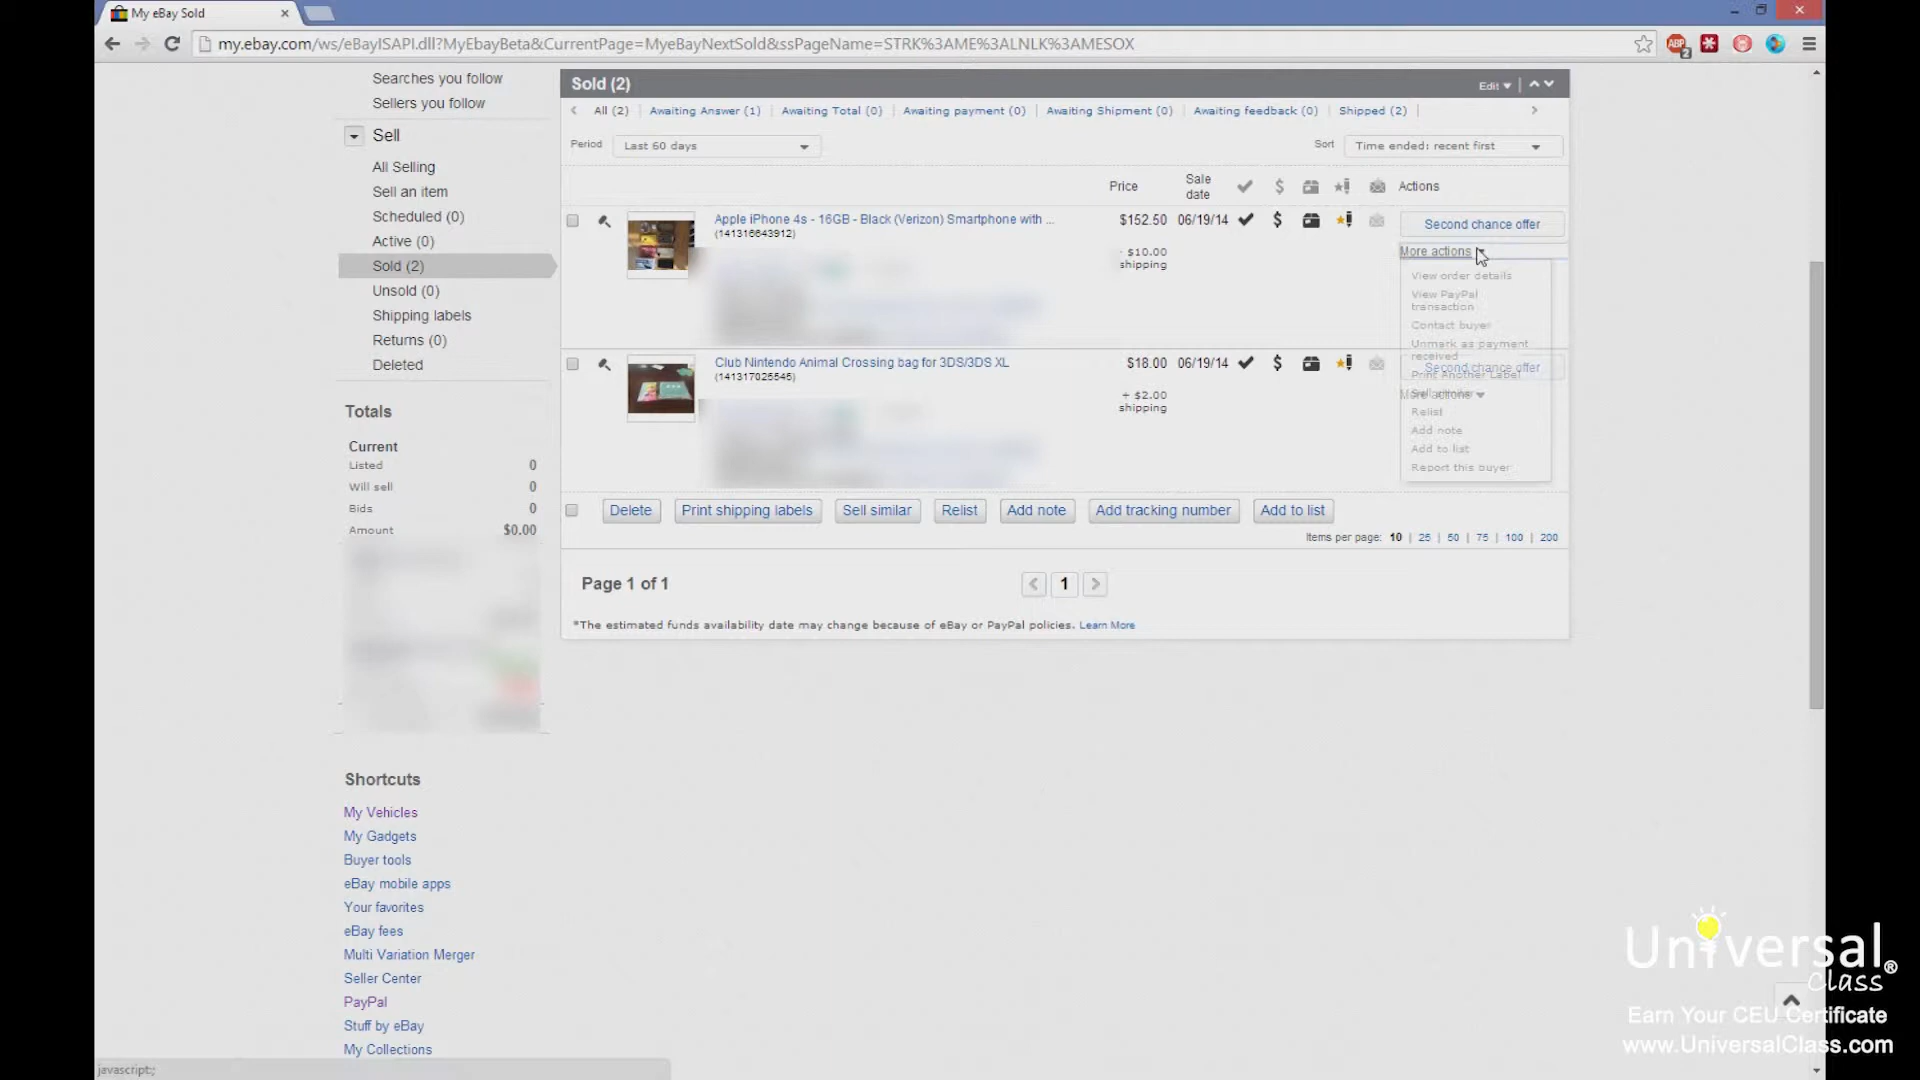 My eBay Sold
my.ebay.com/ws/eBayISAPI.dll?MyEbayBeta&CurrentPage=MyeBayNextSold&ssPageName=STRK%3AME%3ALNLK%3AMESOX
ABP
2
Searches you follow
Sellers you follow
Sell
All Selling
Sell an item
Scheduled (0)
Active (0)
Sold (2)
Unsold (0)
Shipping labels
Returns (0)
Deleted
Totals
Current
Listed 0
Will sell 0
Bids 0
Amount $0.00
Shortcuts
My Vehicles
My Gadgets
Buyer tools
eBay mobile apps
Your favorites
eBay fees
Multi Variation Merger
Seller Center
PayPal
Stuff by eBay
My Collections
javascript:;
Sold (2)
Edit
All (2) | Awaiting Answer (1) | Awaiting Total (0) | Awaiting payment (0) | Awaiting Shipment (0) | Awaiting feedback (0) | Shipped (2) |
Period Last 60 days
Sort Time ended: recent first
Price Sale date $ Actions
Apple iPhone 4s - 16GB - Black (Verizon) Smartphone with ... $152.50 06/19/14 $
(141316643912)
$10.00
shipping
Second chance offer
More actions
View order details
View PayPal
transaction
Contact buyer
Unmark as payment
received
Print Another Label
Relist
Add note
Add to list
Report this buyer
Club Nintendo Animal Crossing bag for 3DS/3DS XL $18.00 06/19/14 $
(141317025545)
+ $2.00
shipping
Second chance offer
More actions
Delete Print shipping labels Sell similar Relist Add note Add tracking number Add to list
Items per page: 10 | 25 | 50 | 75 | 100 | 200
Page 1 of 1
1
*The estimated funds availability date may change because of eBay or PayPal policies. Learn More
Universal
Class®
Earn Your CEU Certificate
www.UniversalClass.com